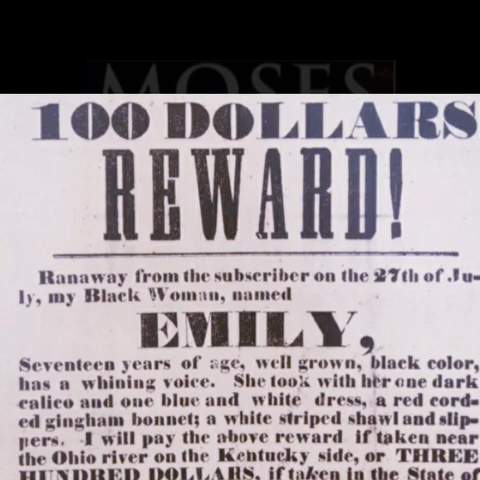 MOSES
100 DOLLARS
REWARD!
Ranaway from the subscriber on the 27th of Ju-
ly, my Black Woman, named
EMILY,
Seventeen years of age, well grown, black color,
has a whining voice. She took with her one dark
calico and one blue and white dress, a red cord-
ed gingham bonnet; a white striped shawl and slip-
pers. I will pay the above reward if taken near
the Ohio river on the Kentucky side, or THREE
HUNDRED DOLLARS, if taken in the State of